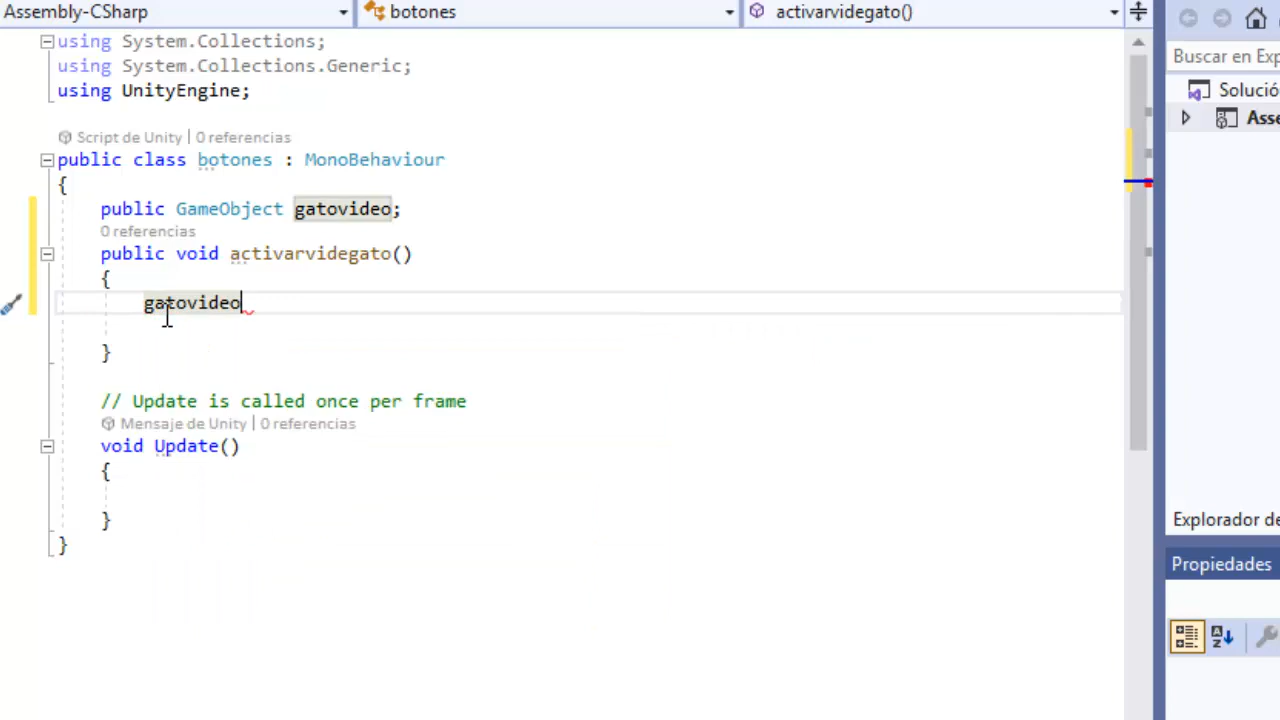 Assembly-CSharp botones activarvidegato()
using System.Collections;
using System.Collections.Generic;
using UnityEngine;
Script de Unity | 0 referencias
public class botones : MonoBehaviour
{
public GameObject gatovideo;
0 referencias
public void activarvidegato()
{
gatovideo
}
// Update is called once per frame
Mensaje de Unity | 0 referencias
void Update()
{
}
}
Buscar en Exp
Solució
Asse
Explorador de
Propiedades